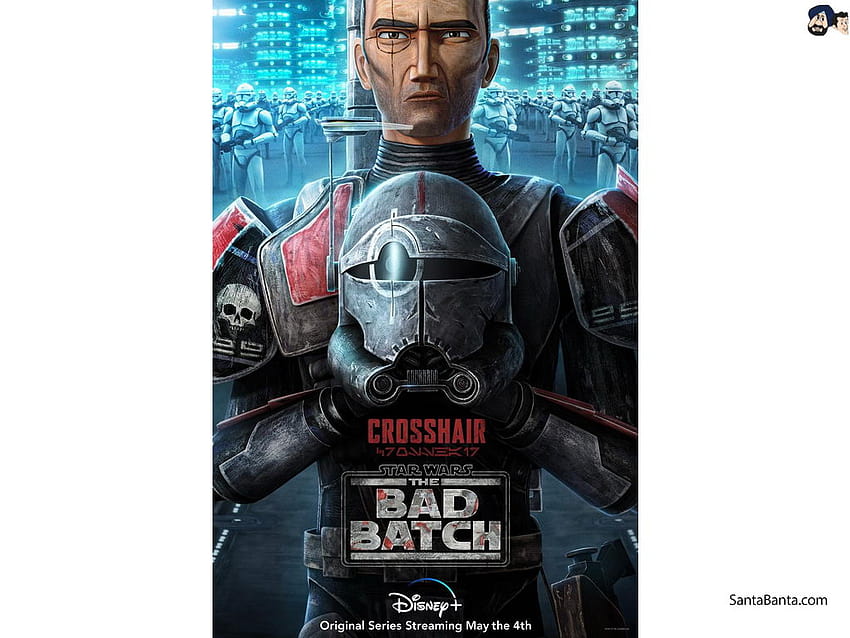 CROSSHAIR
STAR WARS
THE
BAD
BATCH
Disney+
Original Series Streaming May the 4th
SantaBanta.com